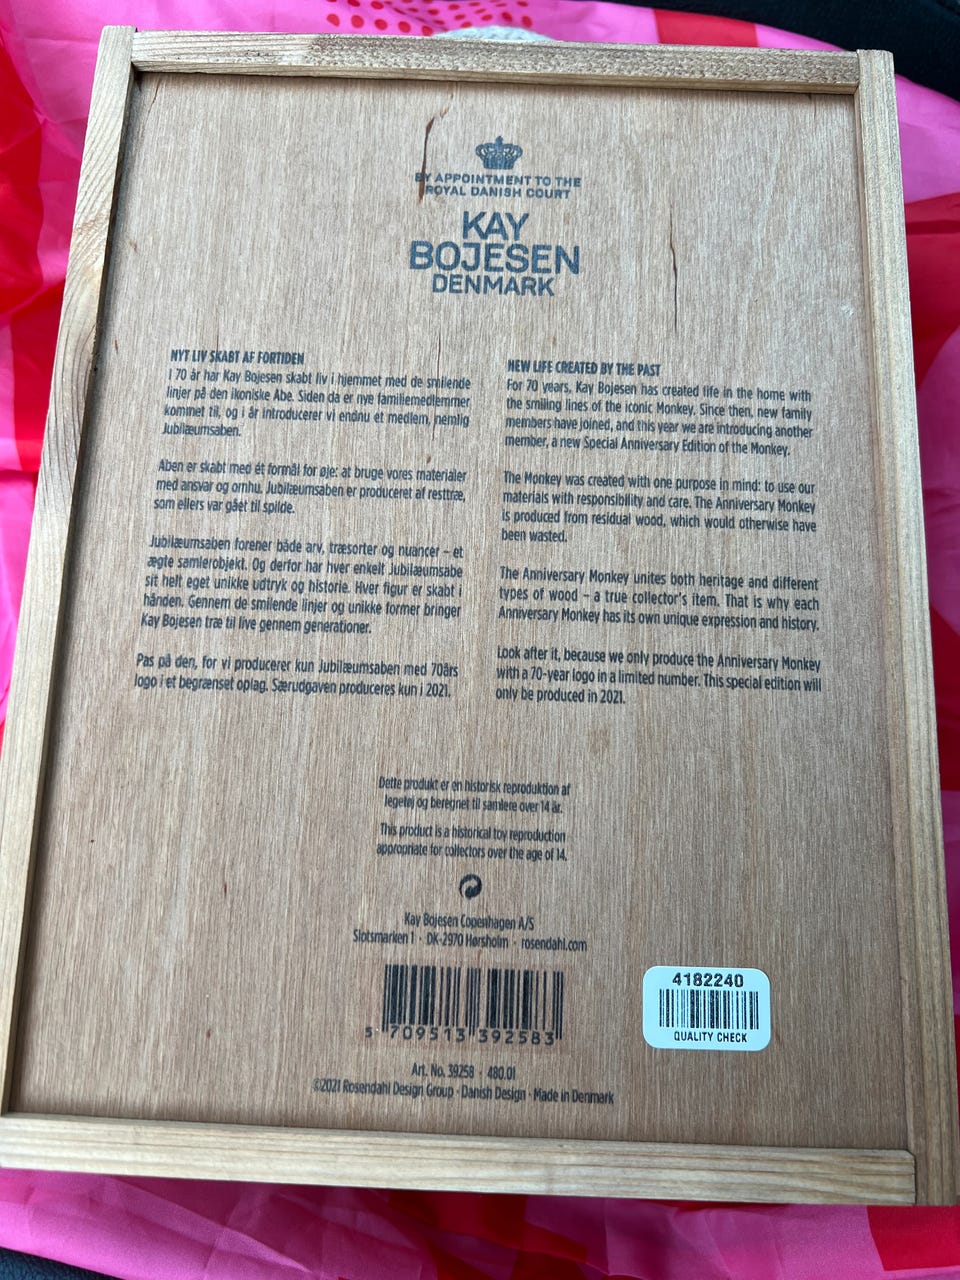 BY APPOINTMENT TO THE
ROYAL DANISH COURT
KAY
BOJESEN
DENMARK
NYT LIV SKABT AF FORTIDEN
I 70 år har Kay Bojesen skabt liv i hjemmet med de smilende
linjer på den ikoniske Abe. Siden da er nye familiemedlemmer
kommet til, og i år introducerer vi endnu et medlem, nemlig
Jubilæumsaben.
Aben er skabt med ét formål for øje: at bruge vores materialer
med ansvar og omhu. Jubilæumsaben er produceret af resttræ,
som ellers var gået til spilde.
Jubilæumsaben forener både arv, træsorter og nuancer – et
ægte samlerobjekt. Og derfor har hver enkelt Jubilæumsabe
sit helt eget unikke udtryk og historie. Hver figur er skabt i
hånden. Gennem de smilende linjer og unikke former bringer
Kay Bojesen træ til live gennem generationer.
Pas på den, for vi producerer kun Jubilæumsaben med 70års
logo i et begrænset oplag. Særudgaven produceres kun i 2021.
NEW LIFE CREATED BY THE PAST
For 70 years, Kay Bojesen has created life in the home with
the smiling lines of the iconic Monkey. Since then, new family
members have joined, and this year we are introducing another
member, a new Special Anniversary Edition of the Monkey.
The Monkey was created with one purpose in mind: to use our
materials with responsibility and care. The Anniversary Monkey
is produced from residual wood, which would otherwise have
been wasted.
The Anniversary Monkey unites both heritage and different
types of wood – a true collector's item. That is why each
Anniversary Monkey has its own unique expression and history.
Look after it, because we only produce the Anniversary Monkey
with a 70-year logo in a limited number. This special edition will
only be produced in 2021.
Dette produkt er en historisk reproduktion af
legetøj og beregnet til samlere over 14 år.
This product is a historical toy reproduction
appropriate for collectors over the age of 14.
Kay Bojesen Copenhagen A/S
Slotsmarken 1 · DK-2970 Hørsholm · rosendahl.com
5 709513 392583
4182240
QUALITY CHECK
Art. No. 39258 · 480.01
©2021 Rosendahl Design Group · Danish Design · Made in Denmark